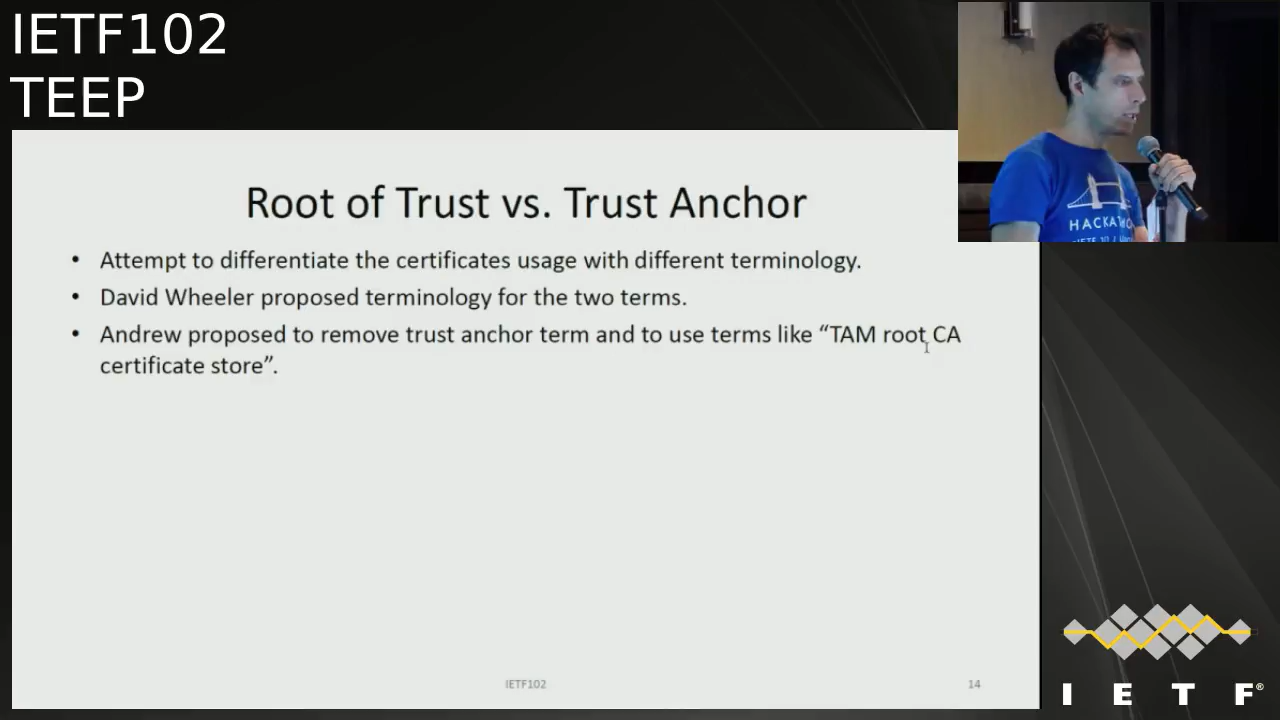 IETF102
TEEP
HACKATHON
Root of Trust vs. Trust Anchor
• Attempt to differentiate the certificates usage with different terminology.
• David Wheeler proposed terminology for the two terms.
• Andrew proposed to remove trust anchor term and to use terms like “TAM root CA
certificate store”.
IETF102
14
I E T F®